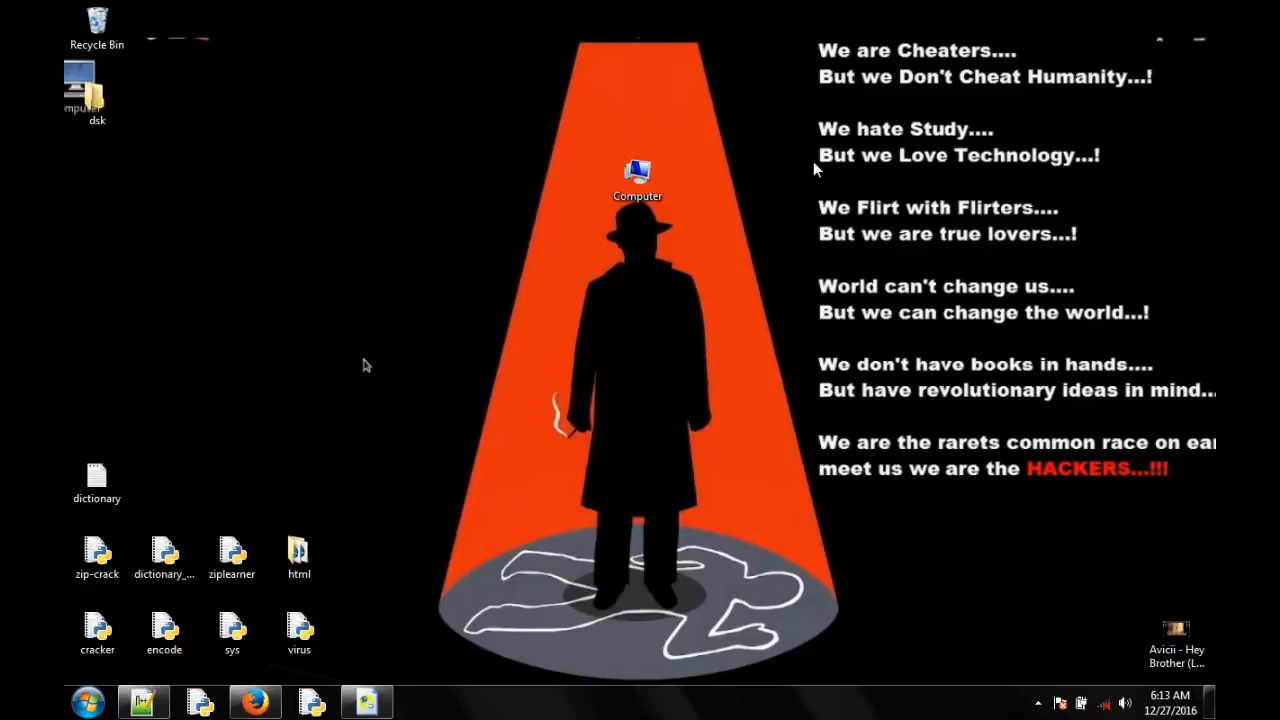 Recycle Bin
mpute
dsk
We are Cheaters....
But we Don't Cheat Humanity...!
We hate Study....
But we Love Technology...!
We Flirt with Flirters....
But we are true lovers...!
World can't change us....
But we can change the world...!
We don't have books in hands....
But have revolutionary ideas in mind...
We are the rarets common race on ear
meet us we are the HACKERS...!!!
Computer
dictionary
zip-crack
dictionary_...
ziplearner
html
cracker
encode
sys
virus
Avicii - Hey
Brother (L...
N++
6:13 AM
12/27/2016